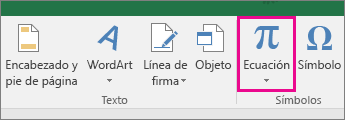 Encabezado y
pie de página
WordArt
Línea de
firma
Objeto
Ecuación
Símbolo
Texto
Símbolos